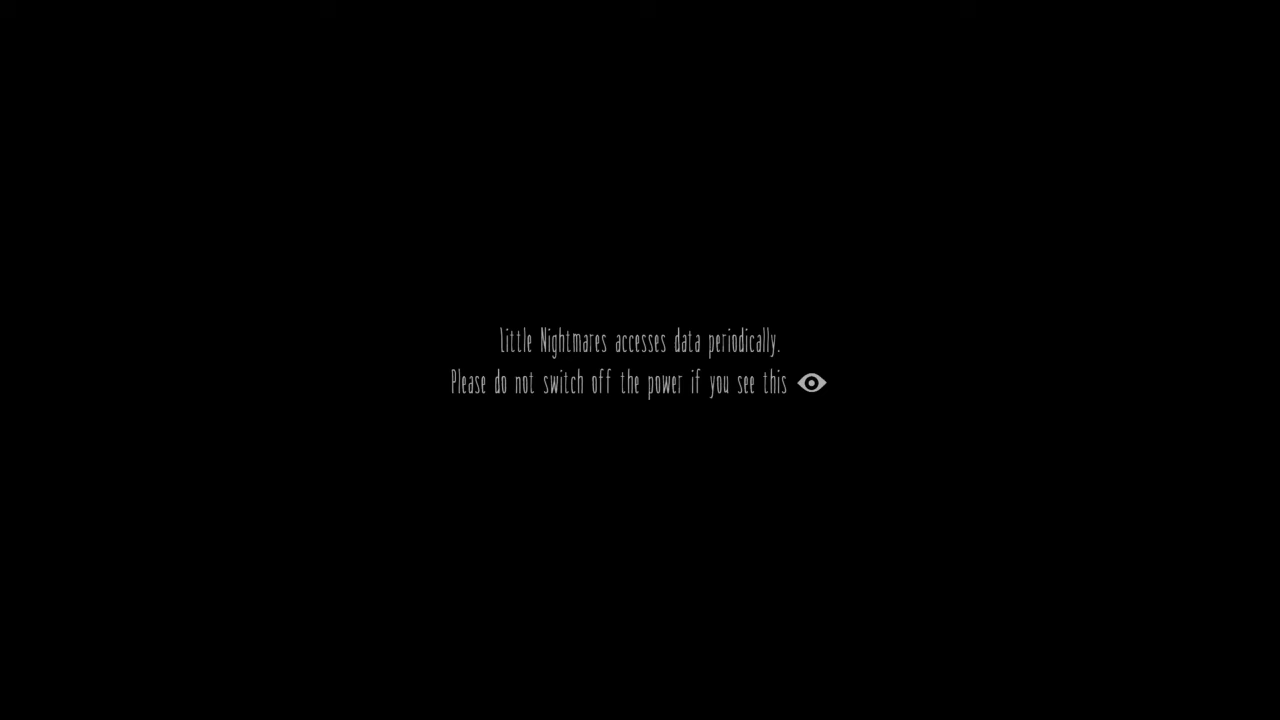 Little Nightmares accesses data periodically.
Please do not switch off the power if you see this